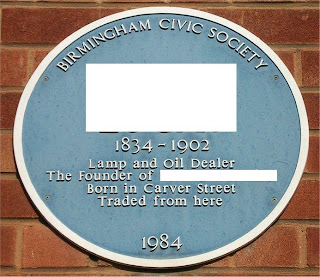 BIRMINGHAM CIVIC SOCIETY
1834 - 1902
Lamp and Oil Dealer
The Founder of
Born in Carver Street
Traded from here
1984